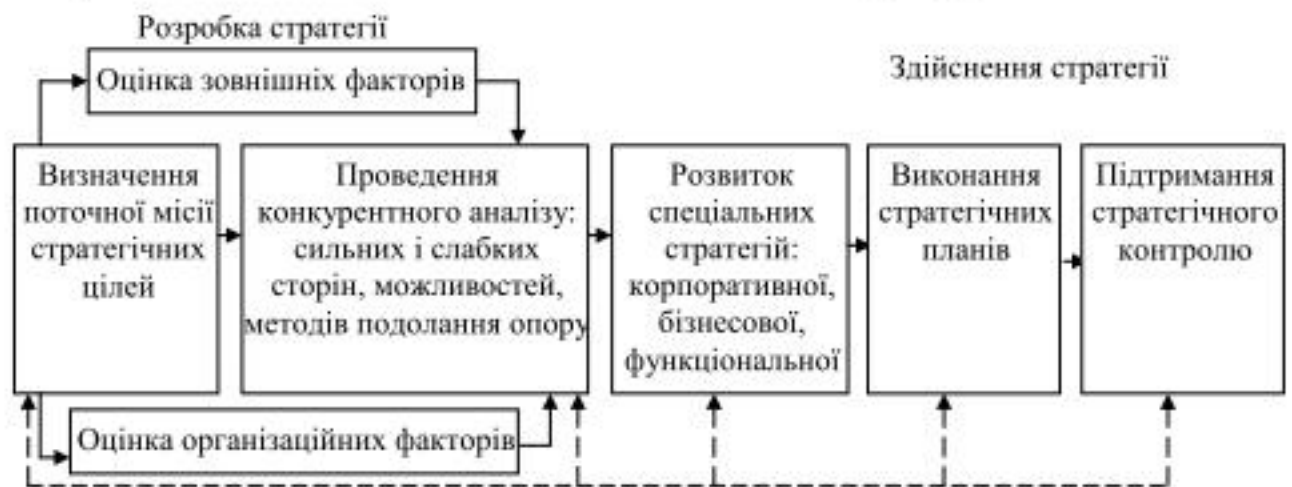 Розробка стратегії
Оцінка зовнішніх факторів
Здійснення стратегії
Визначення
поточної місії
стратегічних
цілей
Проведення
конкурентного аналізу:
сильних і слабких
сторін, можливостей,
методів подолання опору
Розвиток
спеціальних
стратегій:
корпоративної,
бізнесової,
функціональної
Виконання
стратегічних
планів
Підтримання
стратегічного
контролю
Оцінка організаційних факторів